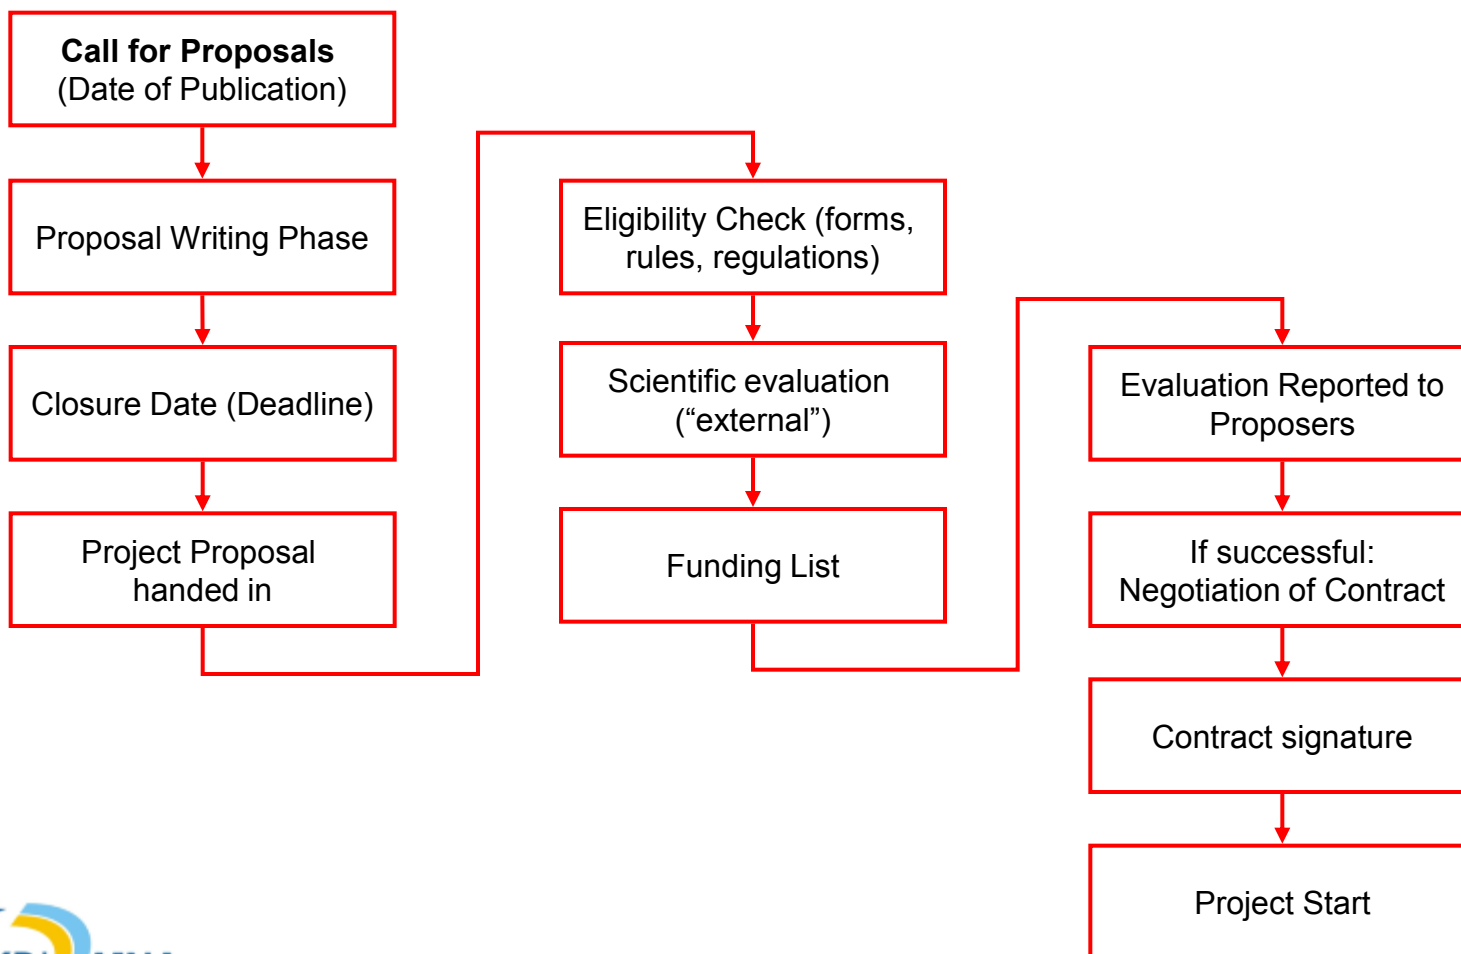 Call for Proposals
(Date of Publication)
Proposal Writing Phase
Closure Date (Deadline)
Project Proposal
handed in
Eligibility Check (forms,
rules, regulations)
Scientific evaluation
(“external”)
Funding List
Evaluation Reported to
Proposers
If successful:
Negotiation of Contract
Contract signature
Project Start